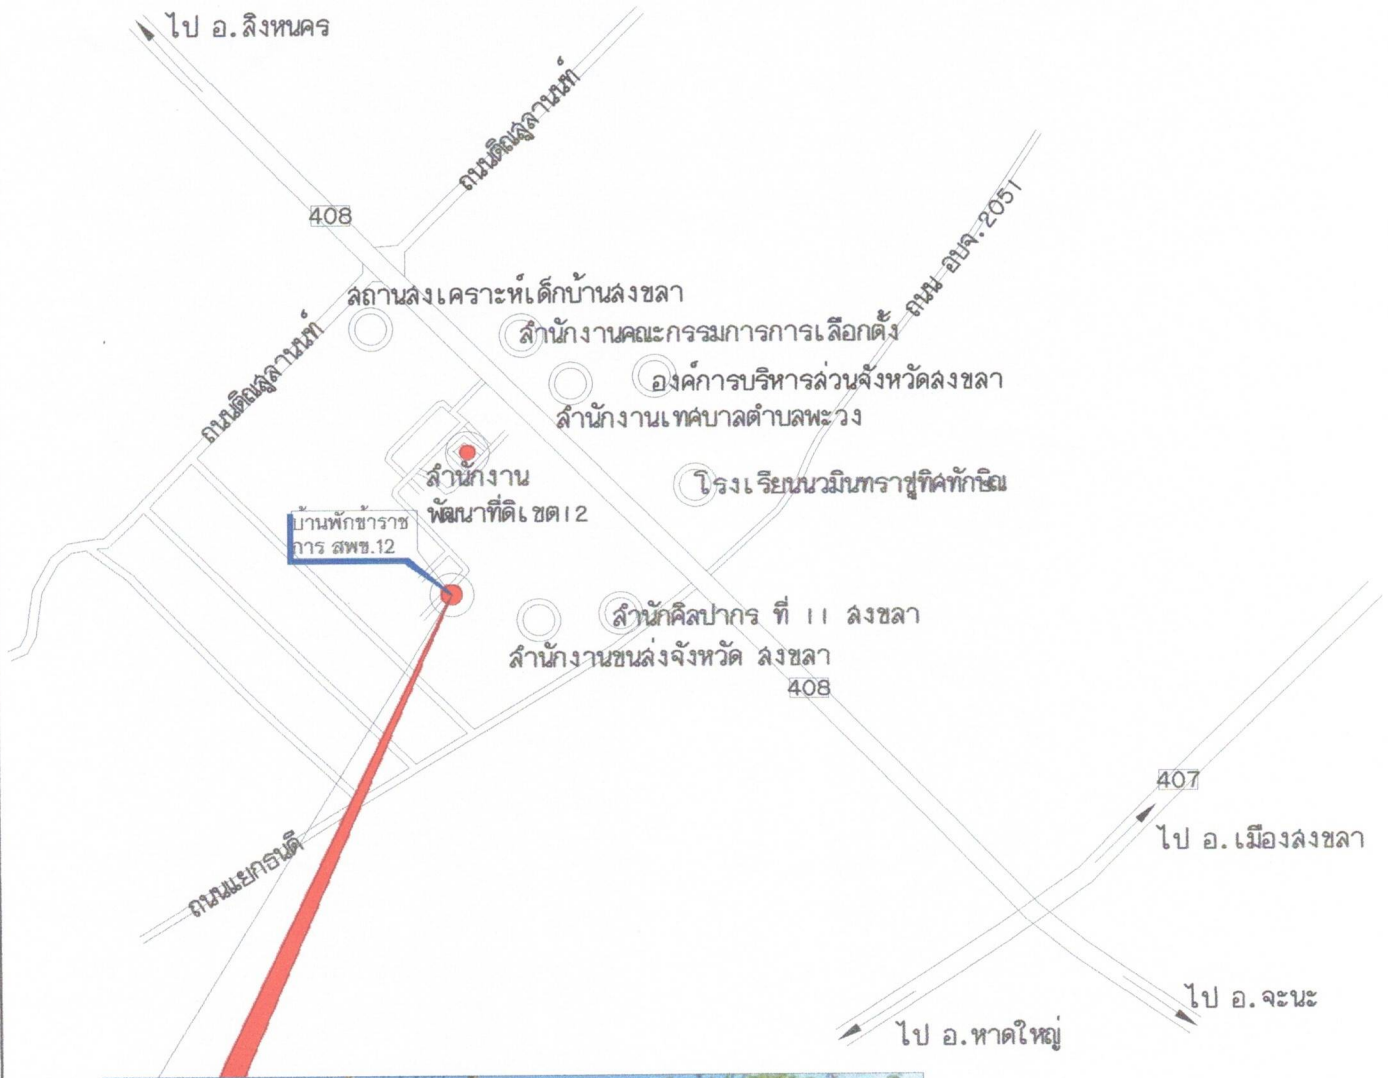 ไป อ.สิงหนคร
ถนนติณสูลานนท์
408
ถนน อบจ.2051
สถานสงเคราะห์เด็กบ้านสงขลา
ถนนติณสูลานนท์
สำนักงานคณะกรรมการการเลือกตั้ง
องค์การบริหารส่วนจังหวัดสงขลา
สำนักงานเทศบาลตำบลพะวง
สำนักงาน
พัฒนาที่ดิเขต12
โรงเรียนนวมินทราชูทิศทักษิณ
บ้านพักข้าราช
การ สพข.12
สำนักศิลปากร ที่ 11 สงขลา
สำนักงานขนส่งจังหวัด สงขลา
408
407
ไป อ.เมืองสงขลา
ถนนแยกธนดี
ไป อ.จะนะ
ไป อ.หาดใหญ่